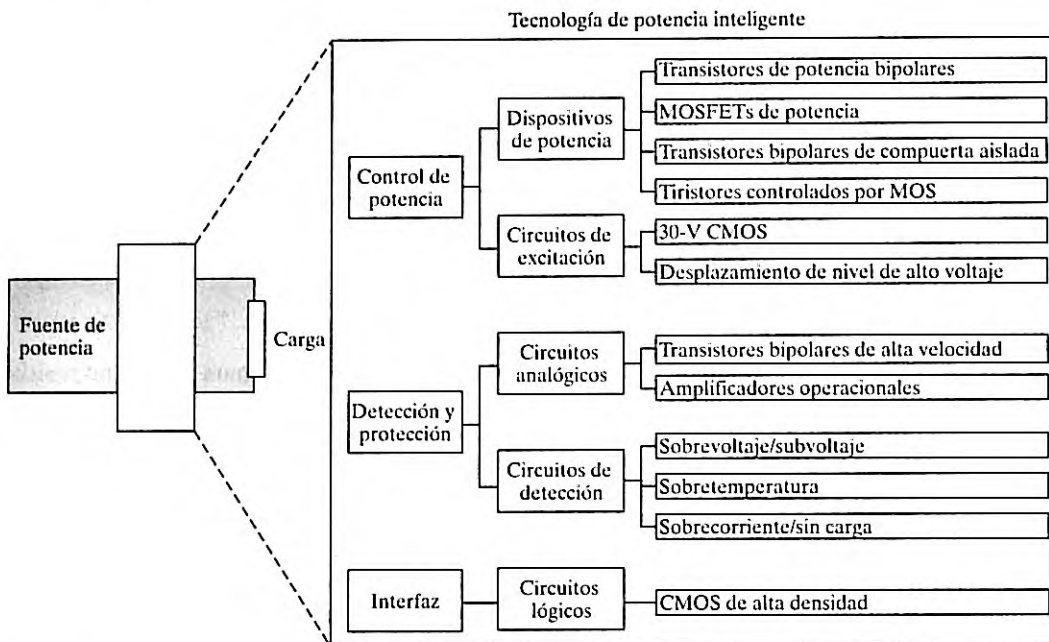 Tecnología de potencia inteligente
Fuente de
potencia
Carga
Control de
potencia
Dispositivos
de potencia
Transistores de potencia bipolares
MOSFETs de potencia
Transistores bipolares de compuerta aislada
Tiristores controlados por MOS
Circuitos de
excitación
30-V CMOS
Desplazamiento de nivel de alto voltaje
Detección y
protección
Circuitos
analógicos
Transistores bipolares de alta velocidad
Amplificadores operacionales
Circuitos de
detección
Sobrevoltaje/subvoltaje
Sobretemperatura
Sobrecorriente/sin carga
Interfaz
Circuitos
lógicos
CMOS de alta densidad